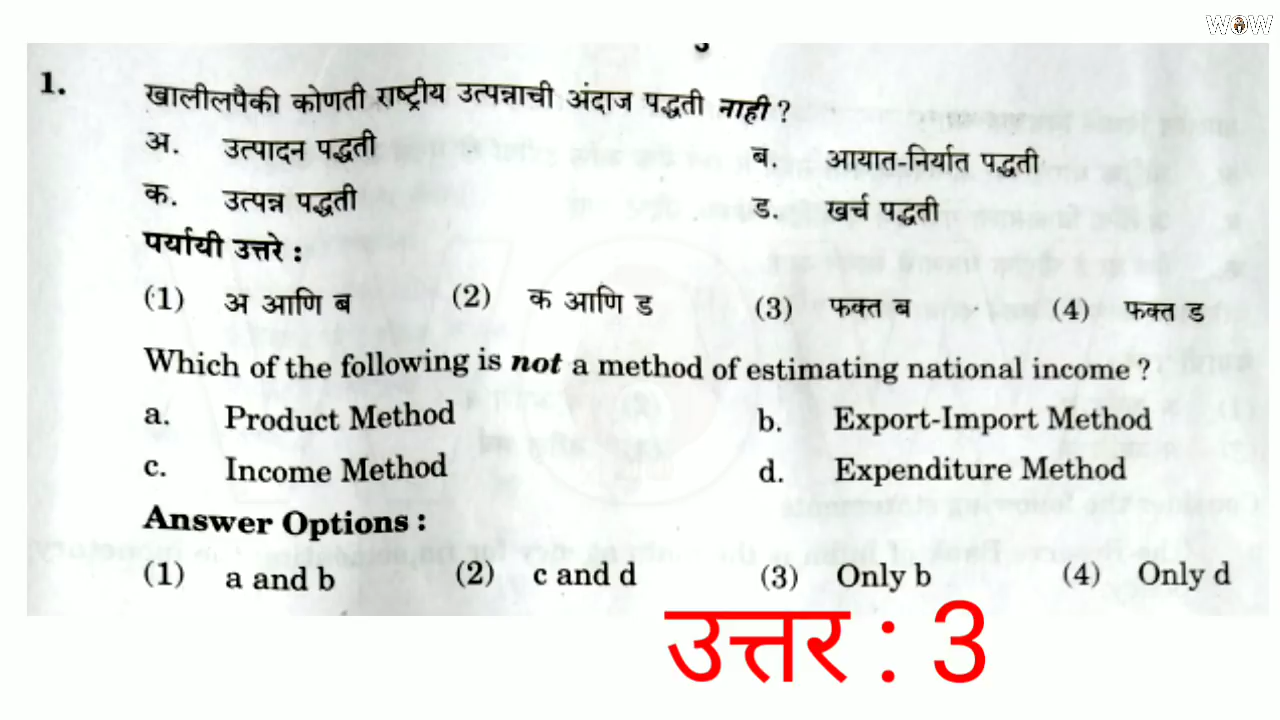 WOW
1. खालीलपैकी कोणती राष्ट्रीय उत्पन्नाची अंदाज पद्धती नाही ?
अ. उत्पादन पद्धती ब. आयात-निर्यात पद्धती
क. उत्पन्न पद्धती ड. खर्च पद्धती
पर्यायी उत्तरे :
(1) अ आणि ब (2) क आणि ड (3) फक्त ब (4) फक्त ड
Which of the following is not a method of estimating national income ?
a. Product Method b. Export-Import Method
c. Income Method d. Expenditure Method
Answer Options :
(1) a and b (2) c and d (3) Only b (4) Only d
उत्तर : 3